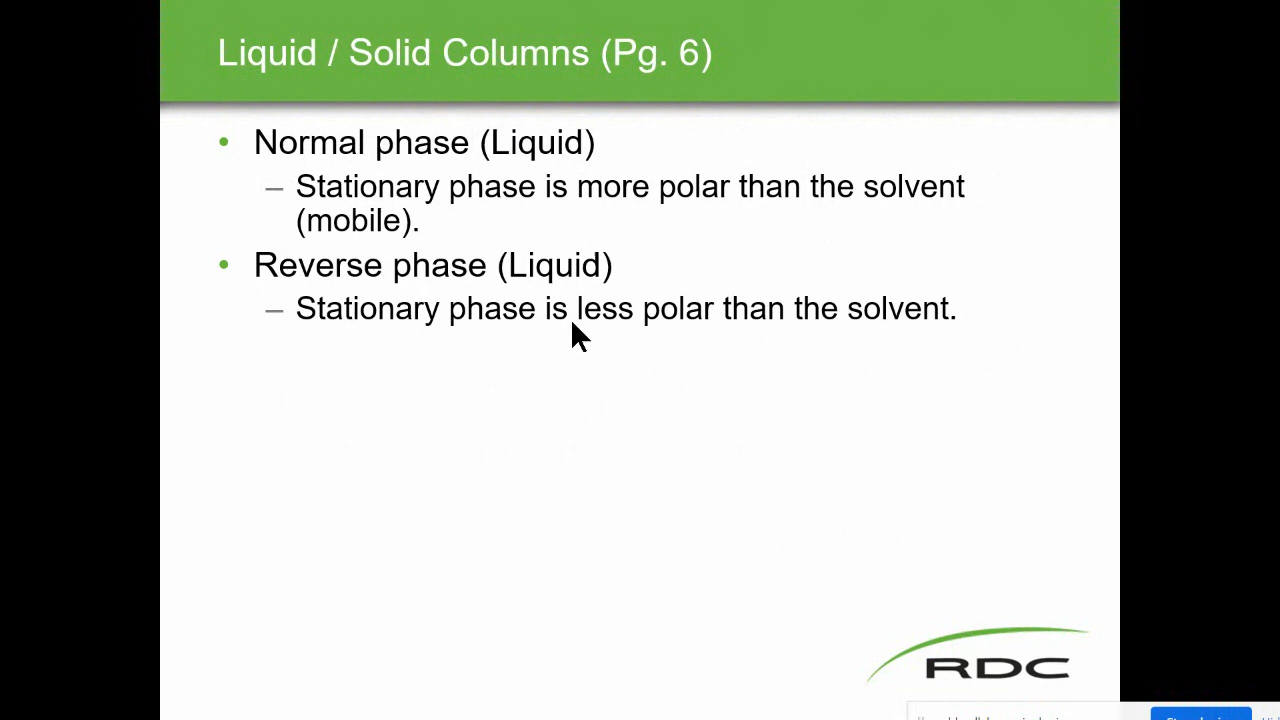 Liquid / Solid Columns (Pg. 6)
• Normal phase (Liquid)
– Stationary phase is more polar than the solvent
(mobile).
• Reverse phase (Liquid)
– Stationary phase is less polar than the solvent.
RDC